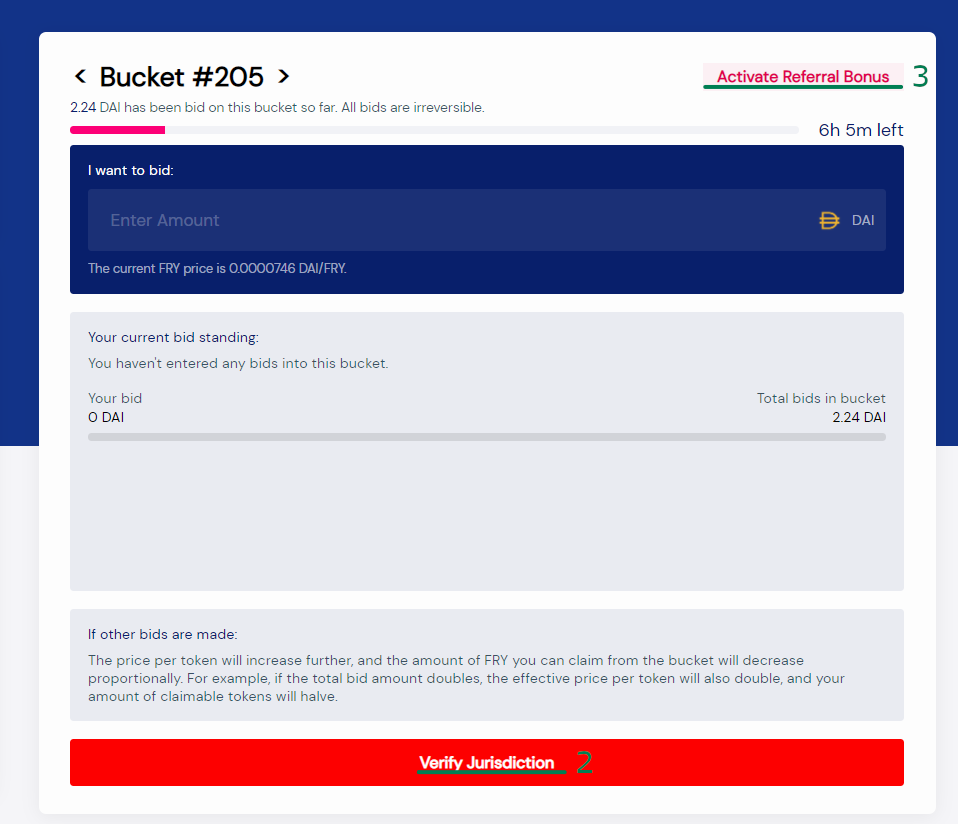 < Bucket #205 >
Activate Referral Bonus 3
2.24 DAI has been bid on this bucket so far. All bids are irreversible.
6h 5m left
I want to bid:
Enter Amount
DAI
The current FRY price is 0.0000746 DAI/FRY.
Your current bid standing:
You haven't entered any bids into this bucket.
Your bid
Total bids in bucket
0 DAI
2.24 DAI
If other bids are made:
The price per token will increase further, and the amount of FRY you can claim from the bucket will decrease
proportionally. For example, if the total bid amount doubles, the effective price per token will also double, and your
amount of claimable tokens will halve.
Verify Jurisdiction 2